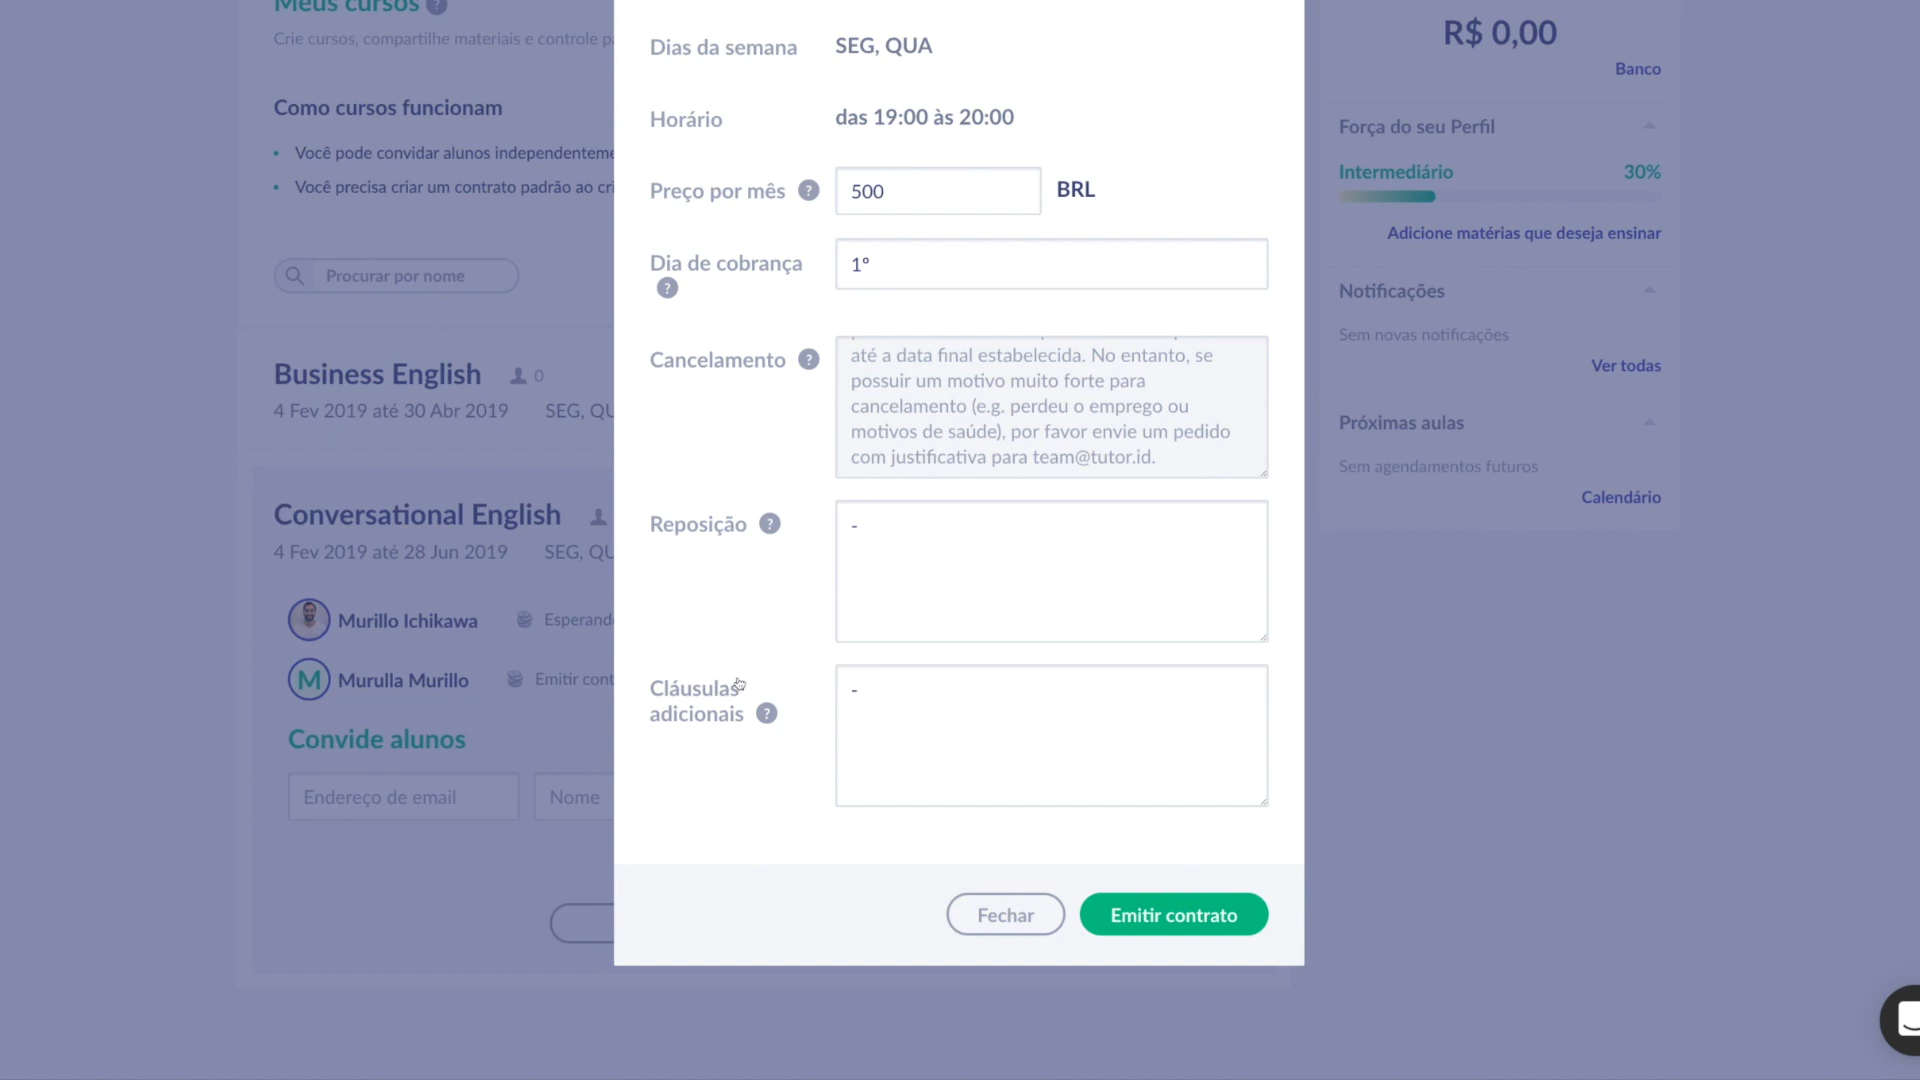 Meus cursos ?
Crie cursos, compartilhe materiais e controle
Como cursos funcionam
Você pode convidar alunos
Você precisa criar um contrato padrão ao
Procurar por nome
Business English 0
4 Fev 2019 até 30 Abr 2019 SEG,
Conversational English
4 Fev 2019 até 28 Jun 2019 SEG,
Murillo Ichikawa
M Murulla Murillo Emitir
Convide alunos
Endereço de email Nome
Dias da semana SEG, QUA
Horário das 19:00 às 20:00
Preço por mês ? 500 BRL
Dia de cobrança ? 1º
Cancelamento ?
até a data final estabelecida. No entanto, se
possuir um motivo muito forte para
cancelamento (e.g. perdeu o emprego ou
motivos de saúde), por favor envie um pedido
com justificativa para team@tutor.id.
Reposição ? -
Cláusulas
adicionais ? -
Fechar Emitir contrato
R$ 0,00
Banco
Força do seu Perfil
Intermediário 30%
Adicione matérias que deseja ensinar
Notificações
Sem novas notificações
Ver todas
Próximas aulas
Sem agendamentos futuros
Calendário